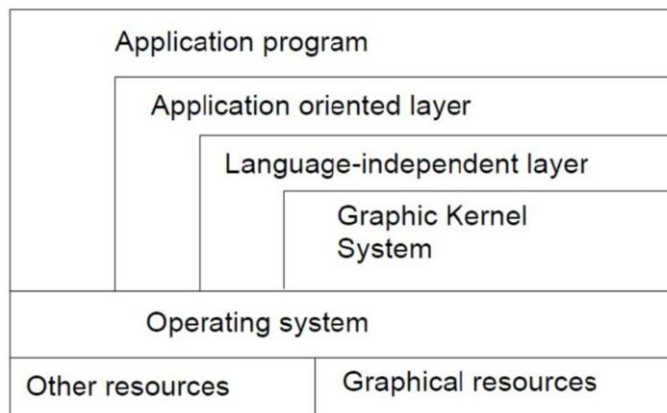 Application program
Application oriented layer
Language-independent layer
Graphic Kernel
System
Operating system
Other resources
Graphical resources